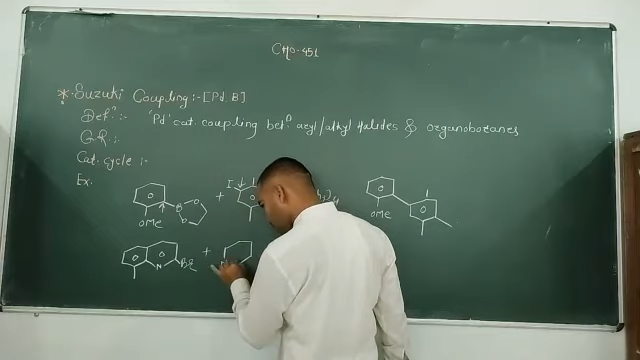 CHO-451
* Suzuki Coupling :- [Pd. B]
Defn :- 'Pd' cat. coupling betn aryl/alkyl Halides & organoboranes
G.R. :-
Cat. cycle :-
Ex.
B O O OMe + I )4 OMe
N Br +